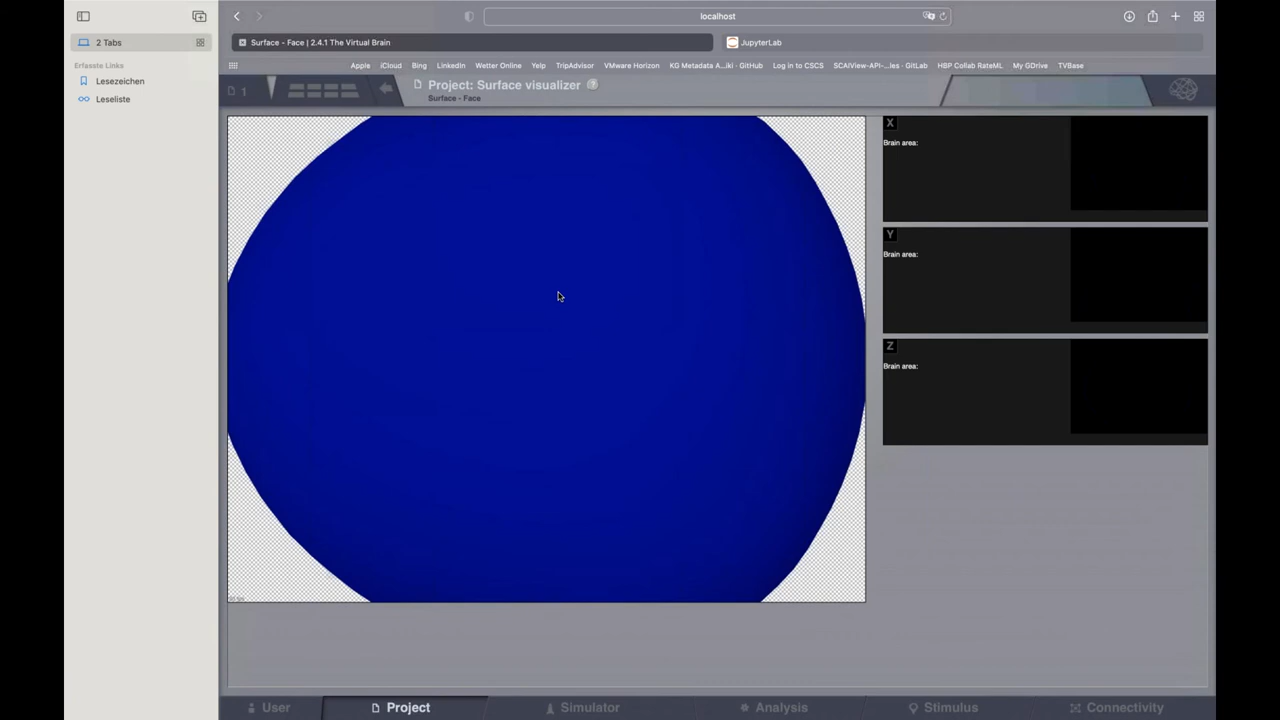 localhost
2 Tabs
Surface - Face | 2.4.1 The Virtual Brain
JupyterLab
Erfasste Links
Apple iCloud Bing LinkedIn Wetter Online Yelp TripAdvisor VMware Horizon KG Metadata A...iki · GitHub Log in to CSCS SCAIView-API-...les · GitLab HBP Collab RateML My GDrive TVBase
Lesezeichen
Leseliste
1
Project: Surface visualizer ?
Surface - Face
X
Brain area:
Y
Brain area:
Z
Brain area:
User Project Simulator Analysis Stimulus Connectivity